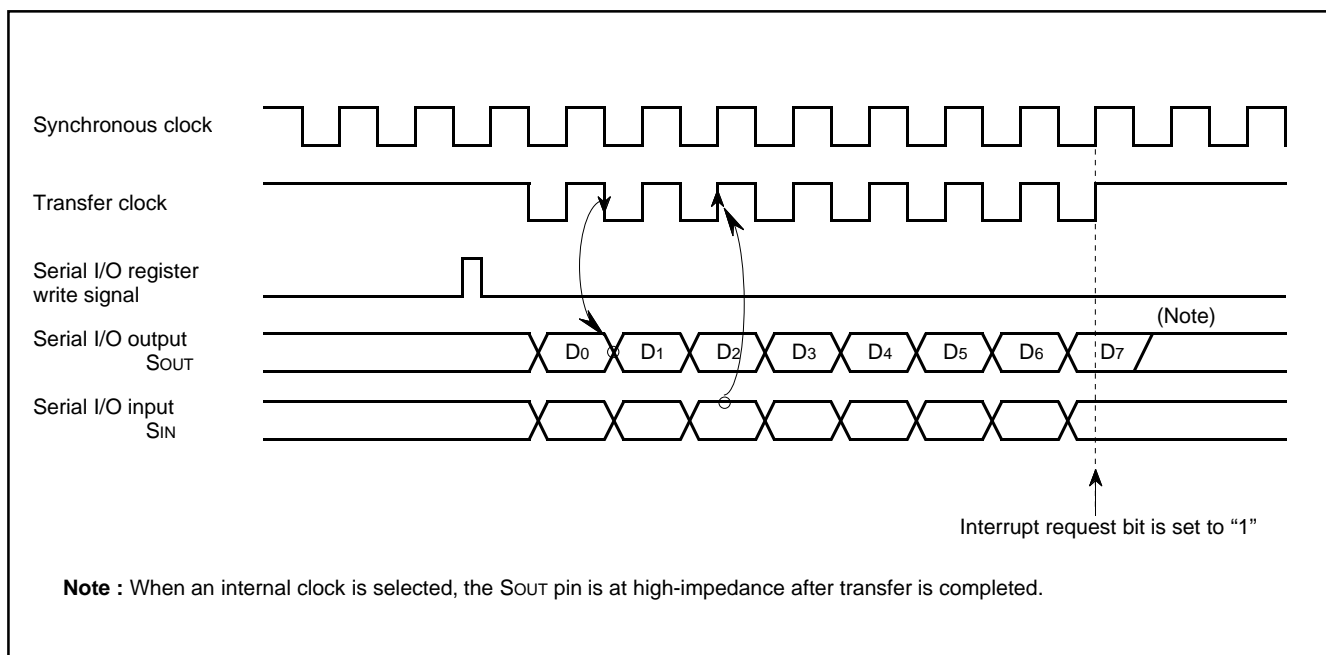 Synchronous clock
Transfer clock
Serial I/O register
write signal
(Note)
Serial I/O output
SOUT
D0 D1 D2 D3 D4 D5 D6 D7
Serial I/O input
SIN
Interrupt request bit is set to “1”
Note : When an internal clock is selected, the SOUT pin is at high-impedance after transfer is completed.